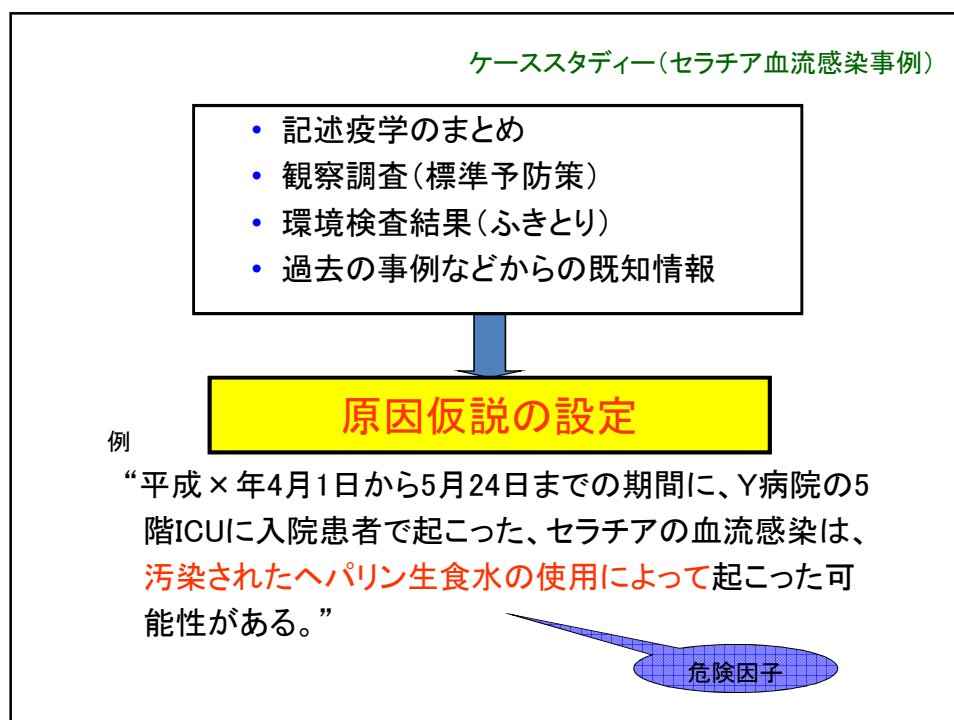 ケーススタディー（セラチア血流感染事例）
• 記述疫学のまとめ
• 観察調査（標準予防策）
• 環境検査結果（ふきとり）
• 過去の事例などからの既知情報
原因仮説の設定
例
“平成×年4月1日から5月24日までの期間に、Y病院の5
階ICUに入院患者で起こった、セラチアの血流感染は、
汚染されたヘパリン生食水の使用によって起こった可
能性がある。”
危険因子